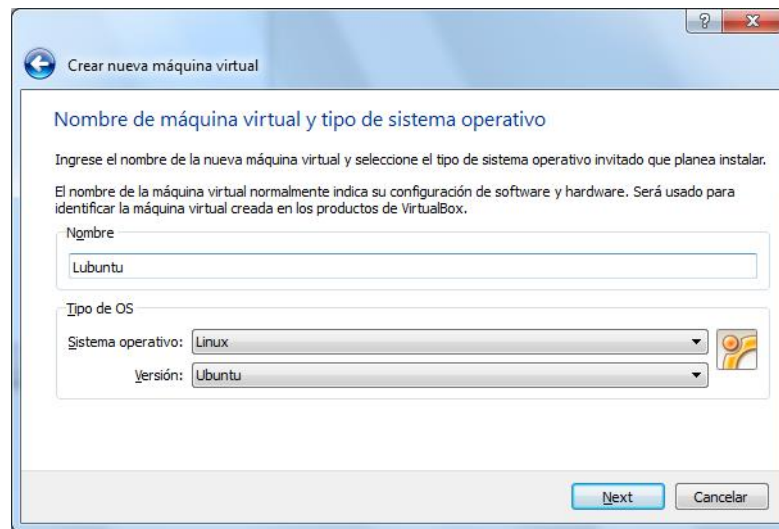 Crear nueva máquina virtual
Nombre de máquina virtual y tipo de sistema operativo
Ingrese el nombre de la nueva máquina virtual y seleccione el tipo de sistema operativo invitado que planea instalar.
El nombre de la máquina virtual normalmente indica su configuración de software y hardware. Será usado para
identificar la máquina virtual creada en los productos de VirtualBox.
Nombre
Lubuntu
Tipo de OS
Sistema operativo: Linux
Versión: Ubuntu
Next Cancelar